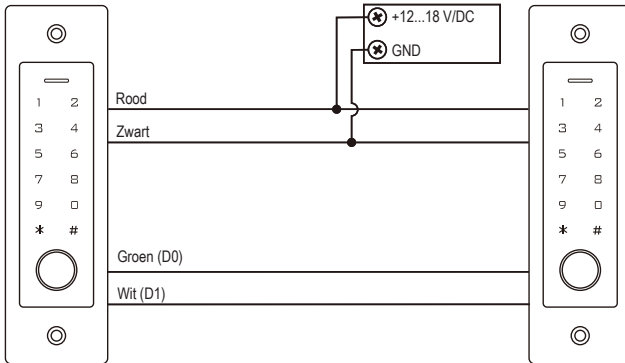 +12...18 V/DC
GND
Rood
Zwart
Groen (D0)
Wit (D1)
1 2
3 4
5 6
7 8
9 0
* #
1 2
3 4
5 6
7 8
9 0
* #